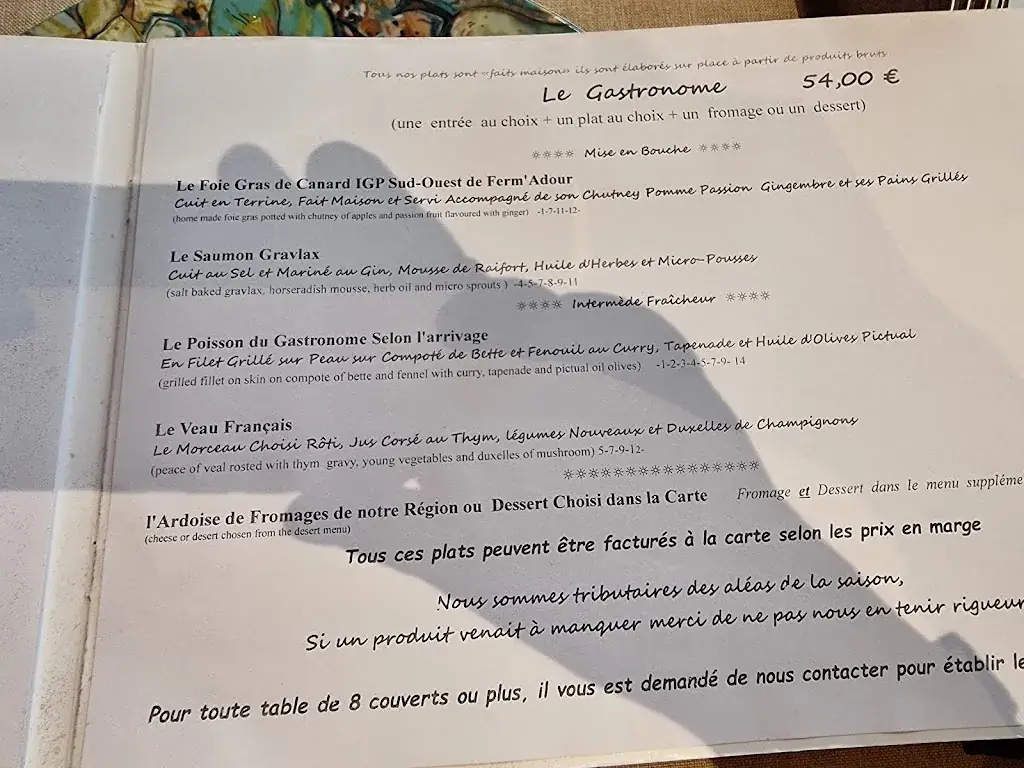 Tous nos plats sont «faits maison» ils sont élaborés sur place à partir de produits bruts
Le Gastronome 54,00 €
(une entrée au choix + un plat au choix + un fromage ou un dessert)
**** Mise en Bouche ****
Le Foie Gras de Canard IGP Sud-Ouest de Ferm'Adour
Cuit en Terrine, Fait Maison et Servi Accompagné de son Chutney Pomme Passion Gingembre et ses Pains Grillés
(home made foie gras potted with chutney of apples and passion fruit flavoured with ginger) -1-7-11-12-
Le Saumon Gravlax
Cuit au Sel et Mariné au Gin, Mousse de Raifort, Huile d'Herbes et Micro-Pousses
(salt baked gravlax, horseradish mousse, herb oil and micro sprouts ) -4-5-7-8-9-11
**** Intermède Fraîcheur ****
Le Poisson du Gastronome Selon l'arrivage
En Filet Grillé sur Peau sur Compoté de Bette et Fenouil au Curry, Tapenade et Huile d'Olives Pictual
(grilled fillet on skin on compote of bette and fennel with curry, tapenade and pictual oil olives) -1-2-3-4-5-7-9- 14
Le Veau Français
Le Morceau Choisi Rôti, Jus Corsé au Thym, légumes Nouveaux et Duxelles de Champignons
(peace of veal rosted with thym gravy, young vegetables and duxelles of mushroom) 5-7-9-12-
****************
l'Ardoise de Fromages de notre Région ou Dessert Choisi dans la Carte Fromage et Dessert dans le menu suppléme
(cheese or desert chosen from the desert menu)
Tous ces plats peuvent être facturés à la carte selon les prix en marge
Nous sommes tributaires des aléas de la saison,
Si un produit venait à manquer merci de ne pas nous en tenir rigueur
Pour toute table de 8 couverts ou plus, il vous est demandé de nous contacter pour établir le